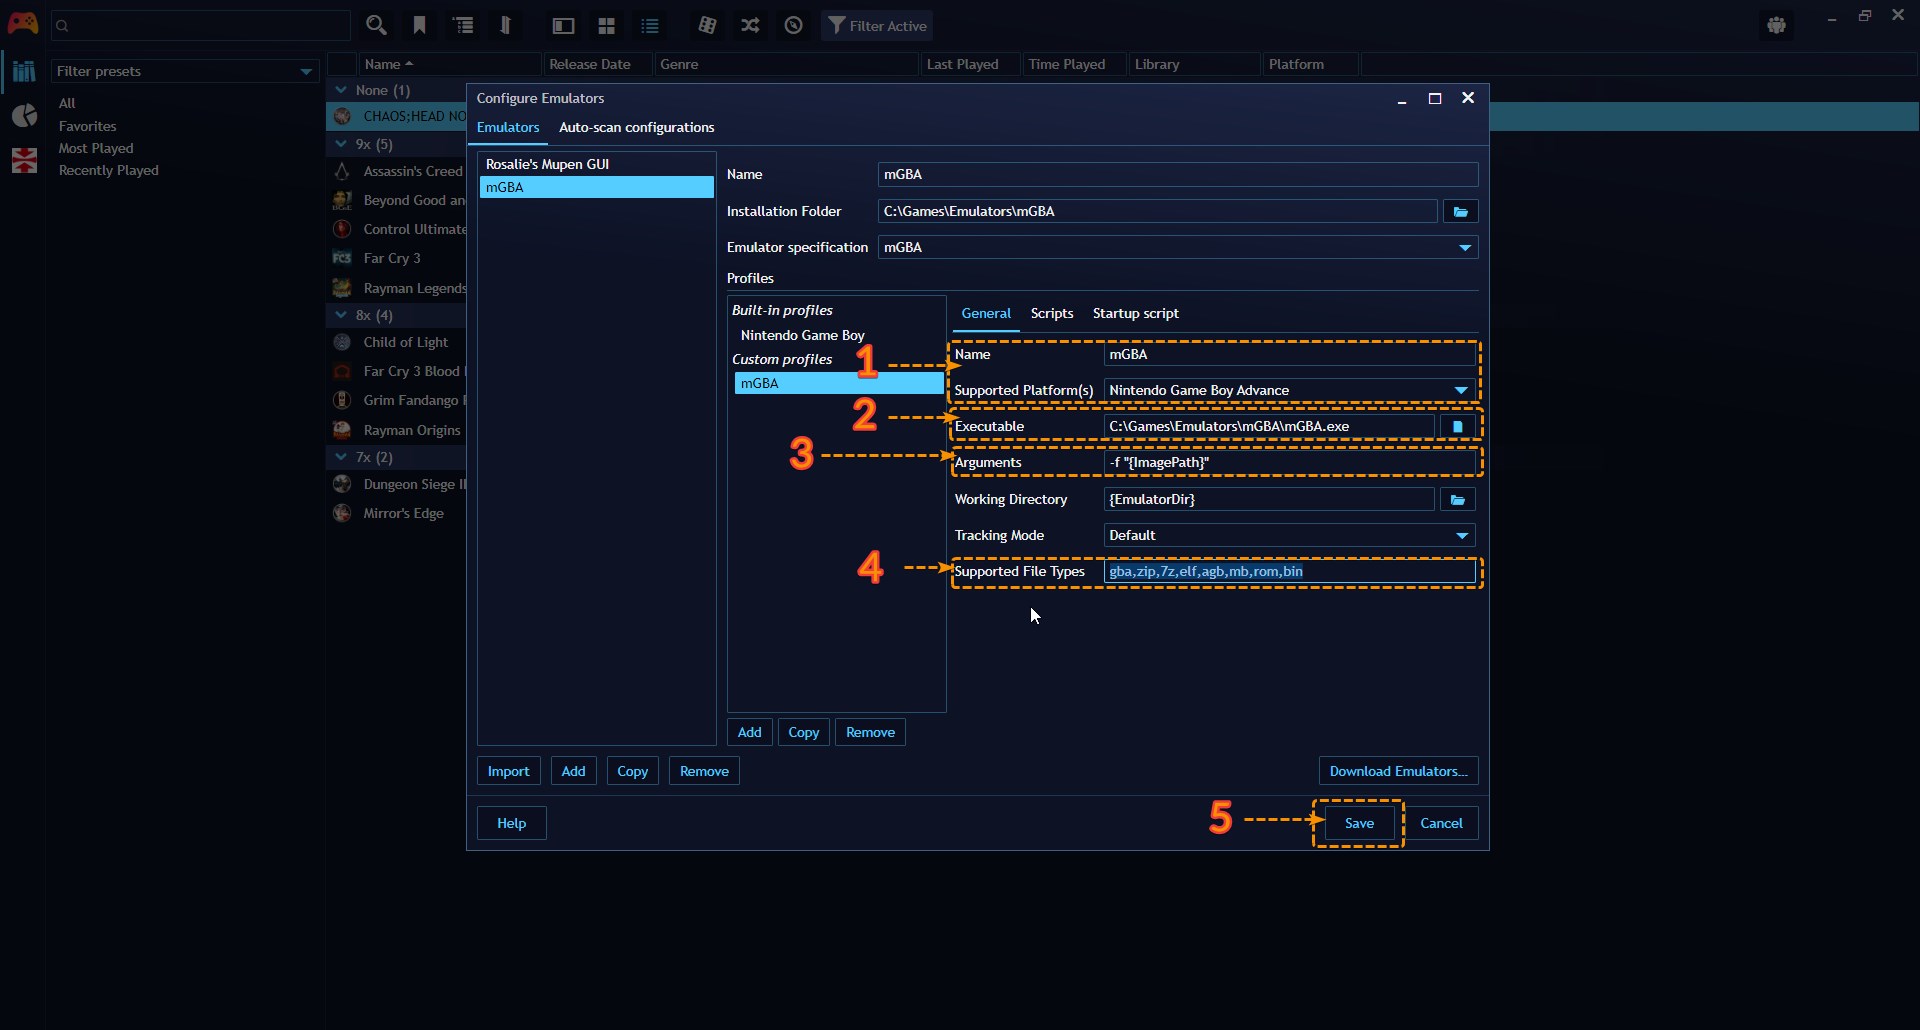 Filter Active
Filter presets
All
Favorites
Most Played
Recently Played
Name
Release Date
Genre
Last Played
Time Played
Library
Platform
None (1)
CHAOS;HEAD NO
9x (5)
Assassin's Creed
Beyond Good an
Control Ultimate
FC3
Far Cry 3
Rayman Legends
8x (4)
Child of Light
Far Cry 3 Blood
Grim Fandango
Rayman Origins
7x (2)
Dungeon Siege II
Mirror's Edge
Configure Emulators
Emulators
Auto-scan configurations
Rosalie's Mupen GUI
mGBA
Name
mGBA
Installation Folder
C:\Games\Emulators\mGBA
Emulator specification
mGBA
Profiles
Built-in profiles
Nintendo Game Boy
Custom profiles
mGBA
General
Scripts
Startup script
1
Name
mGBA
Supported Platform(s)
Nintendo Game Boy Advance
2
Executable
C:\Games\Emulators\mGBA\mGBA.exe
3
Arguments
-f "{ImagePath}"
Working Directory
{EmulatorDir}
Tracking Mode
Default
4
Supported File Types
gba,zip,7z,elf,agb,mb,rom,bin
Add
Copy
Remove
Import
Add
Copy
Remove
Download Emulators...
Help
5
Save
Cancel